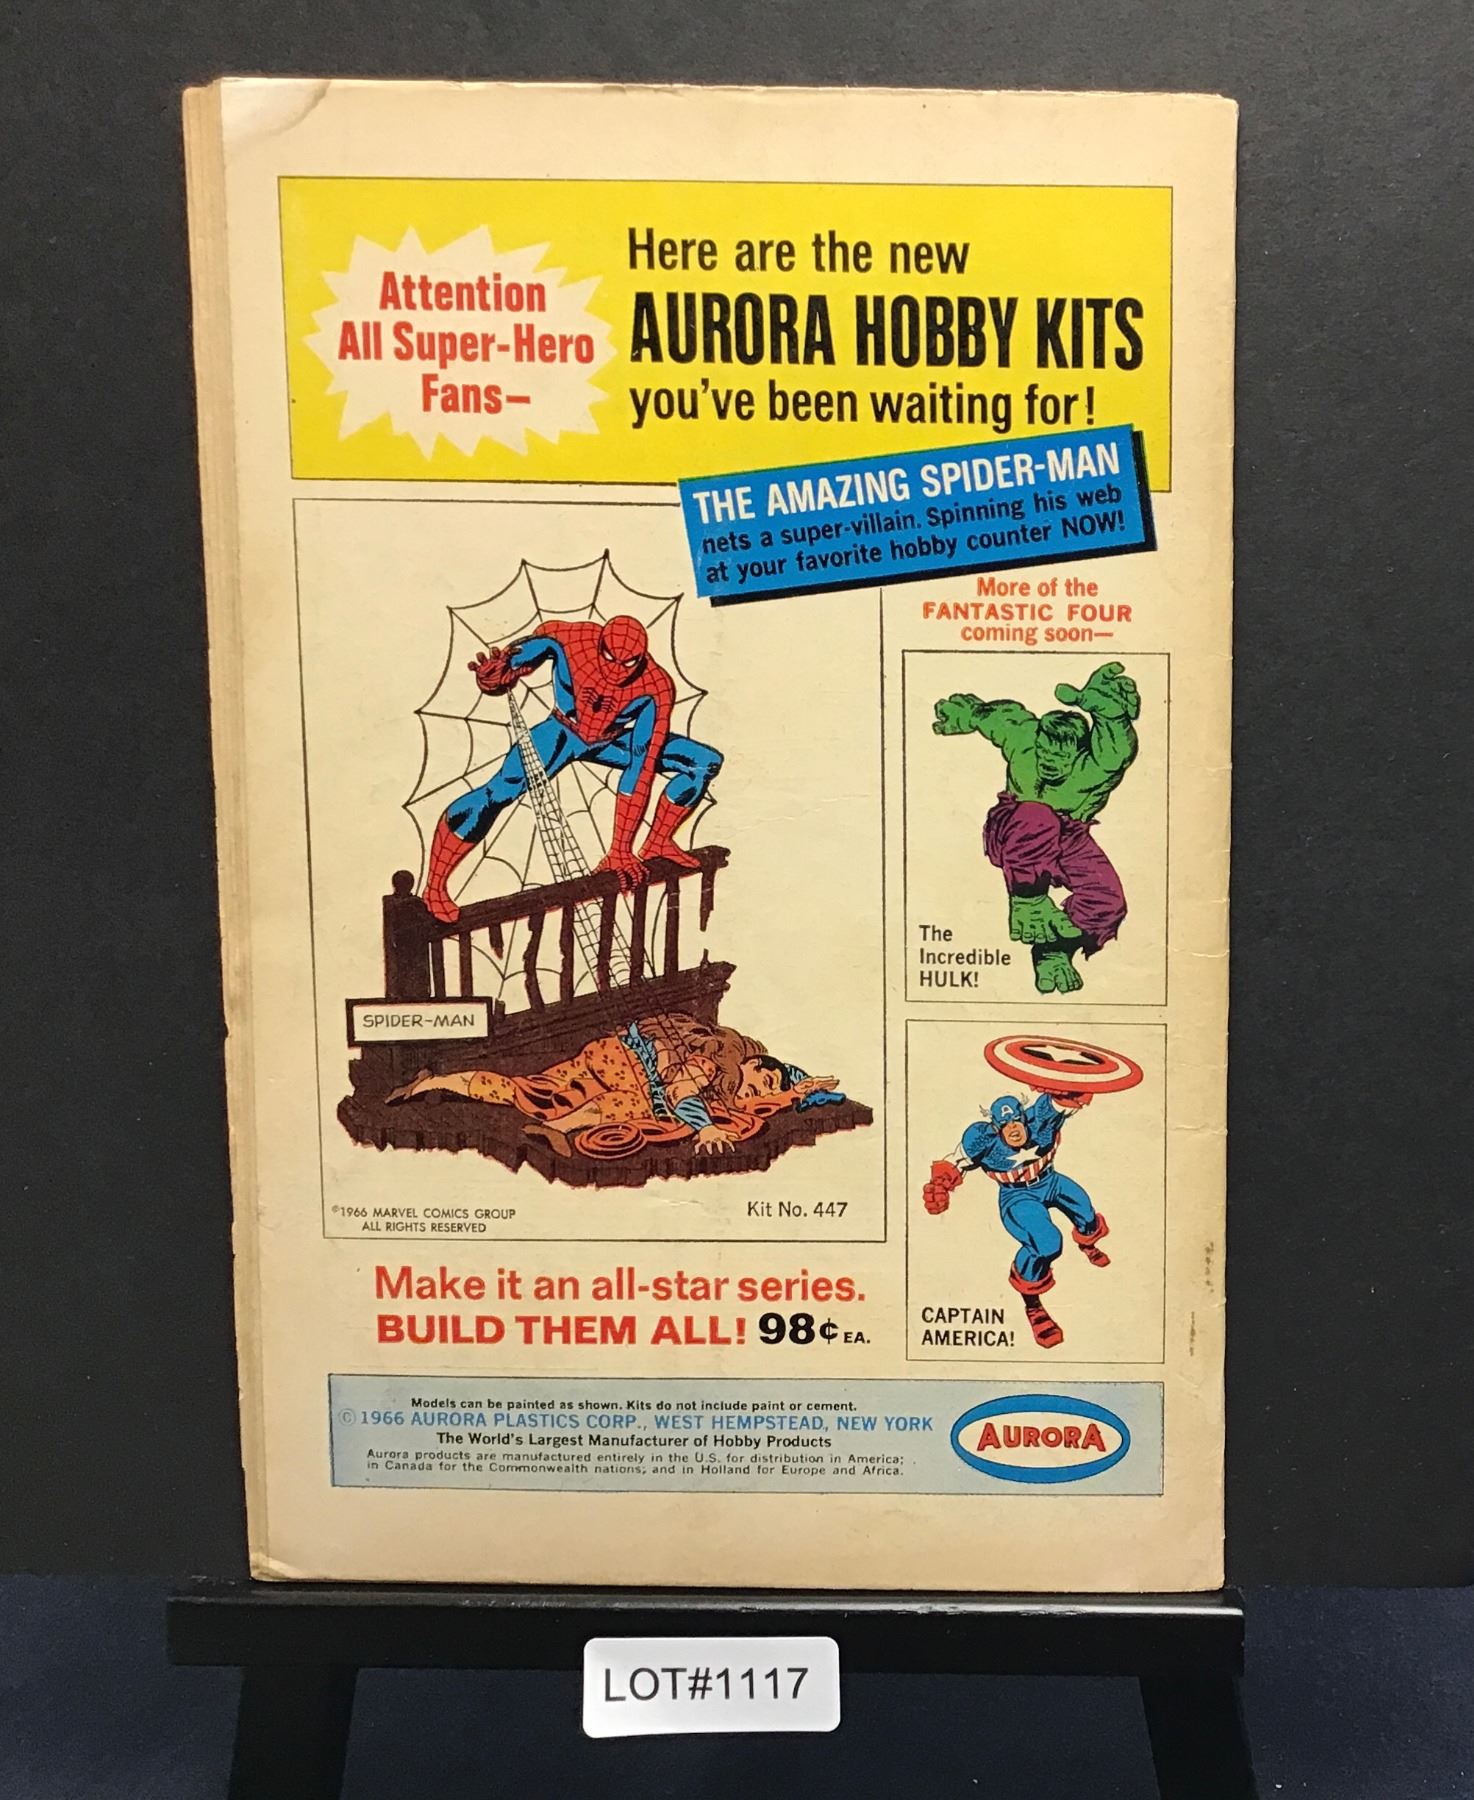 Attention
All Super-Hero
Fans—
Here are the new
AURORA HOBBY KITS
you've been waiting for!
THE AMAZING SPIDER-MAN
nets a super-villain. Spinning his web
at your favorite hobby counter NOW!
More of the
FANTASTIC FOUR
coming soon—
The
Incredible
HULK!
SPIDER-MAN
©1966 MARVEL COMICS GROUP
ALL RIGHTS RESERVED
Kit No. 447
A
CAPTAIN
AMERICA!
Make it an all-star series.
BUILD THEM ALL! 98¢ EA.
Models can be painted as shown. Kits do not include paint or cement.
© 1966 AURORA PLASTICS CORP., WEST HEMPSTEAD, NEW YORK
The World's Largest Manufacturer of Hobby Products
Aurora products are manufactured entirely in the U.S. for distribution in America;
in Canada for the Commonwealth nations; and in Holland for Europe and Africa.
AURORA
LOT#1117